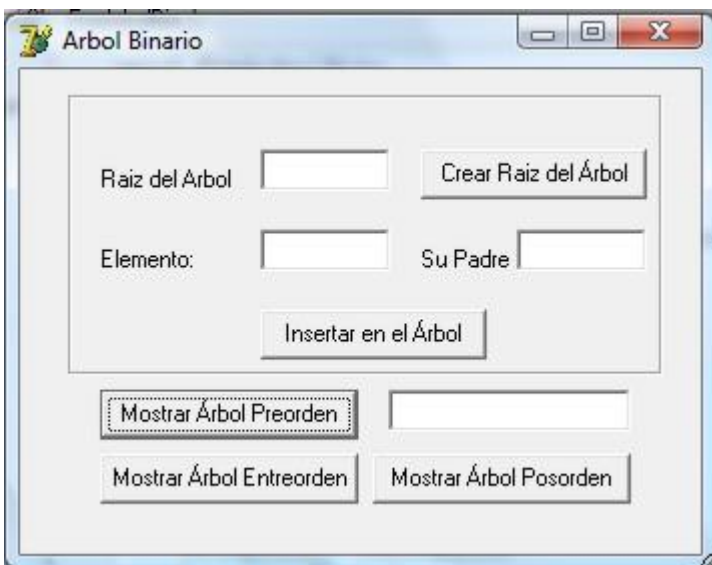 Arbol Binario
Raiz del Arbol
Crear Raiz del Árbol
Elemento:
Su Padre
Insertar en el Árbol
Mostrar Árbol Preorden
Mostrar Árbol Entreorden
Mostrar Árbol Posorden